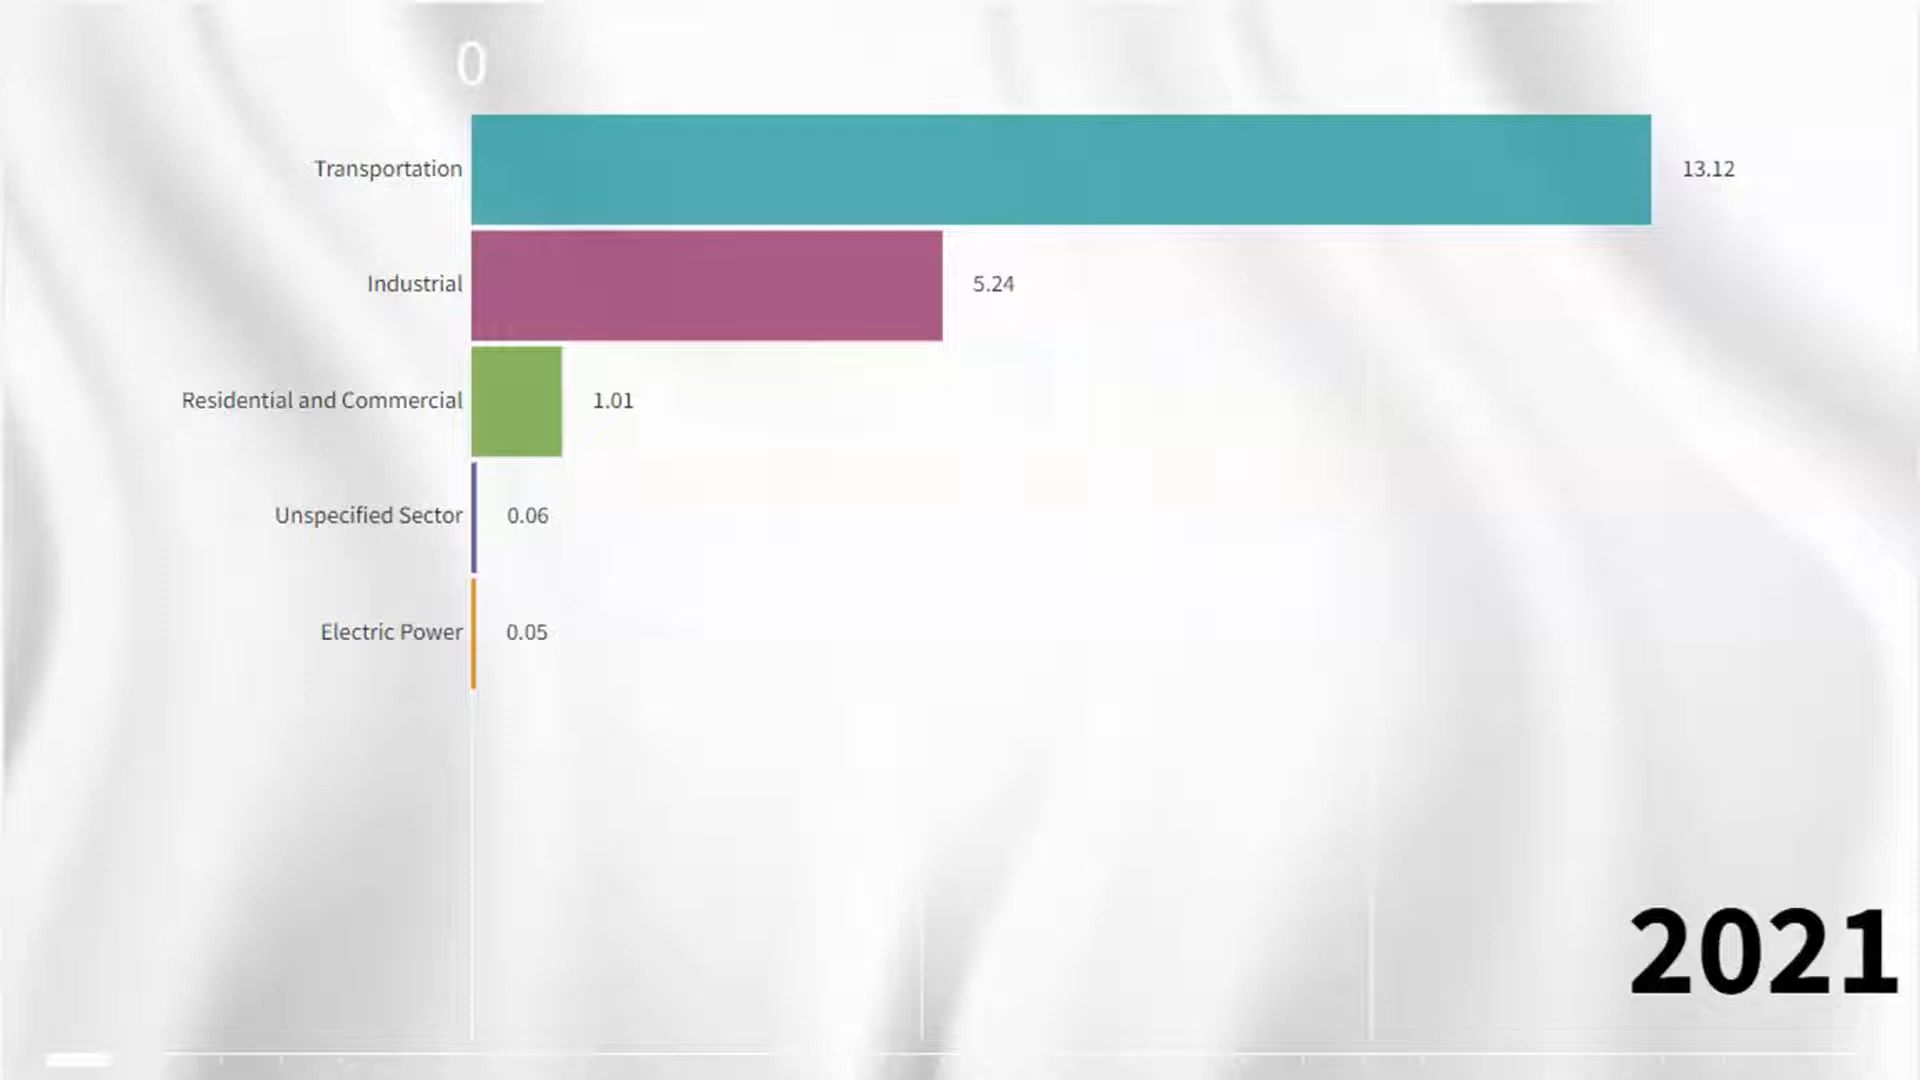 0
Transportation 13.12
Industrial 5.24
Residential and Commercial 1.01
Unspecified Sector 0.06
Electric Power 0.05
2021